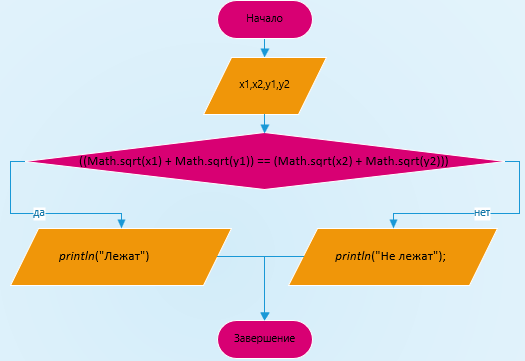 Начало
x1,x2,y1,y2
((Math.sqrt(x1) + Math.sqrt(y1)) == (Math.sqrt(x2) + Math.sqrt(y2)))
да
нет
println("Лежат")
println("Не лежат");
Завершение